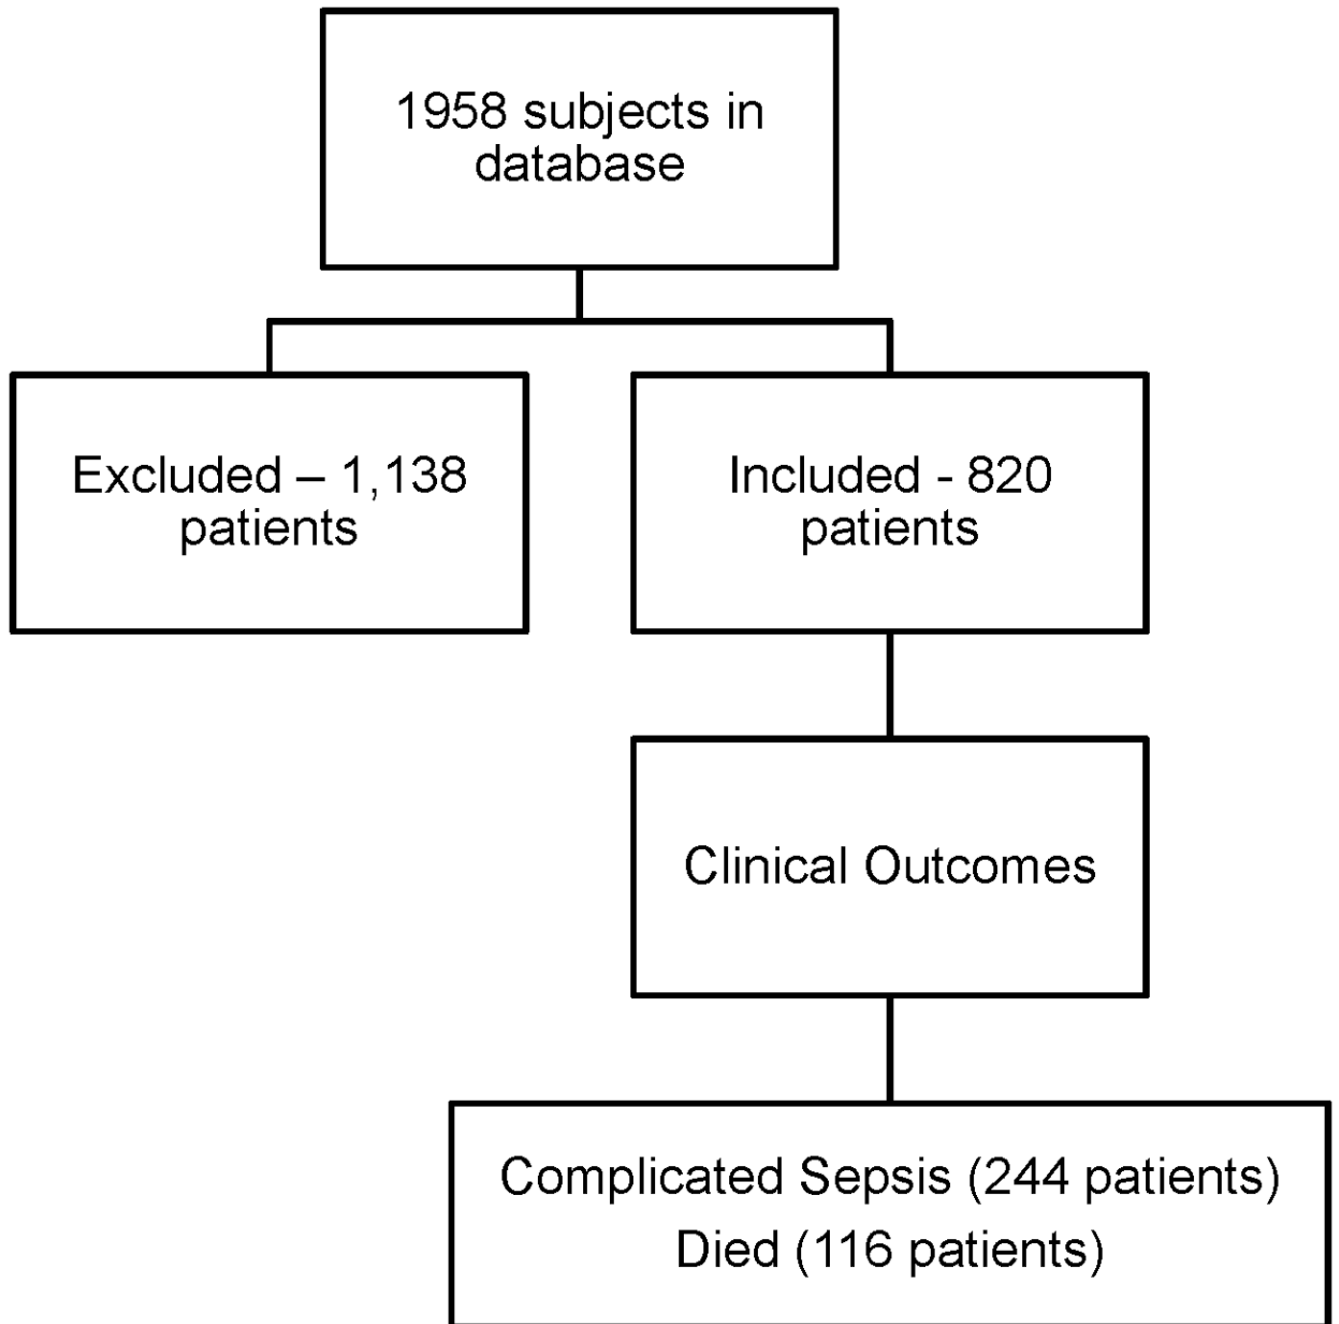 1958 subjects in
database
Excluded – 1,138
patients
Included - 820
patients
Clinical Outcomes
Complicated Sepsis (244 patients)
Died (116 patients)